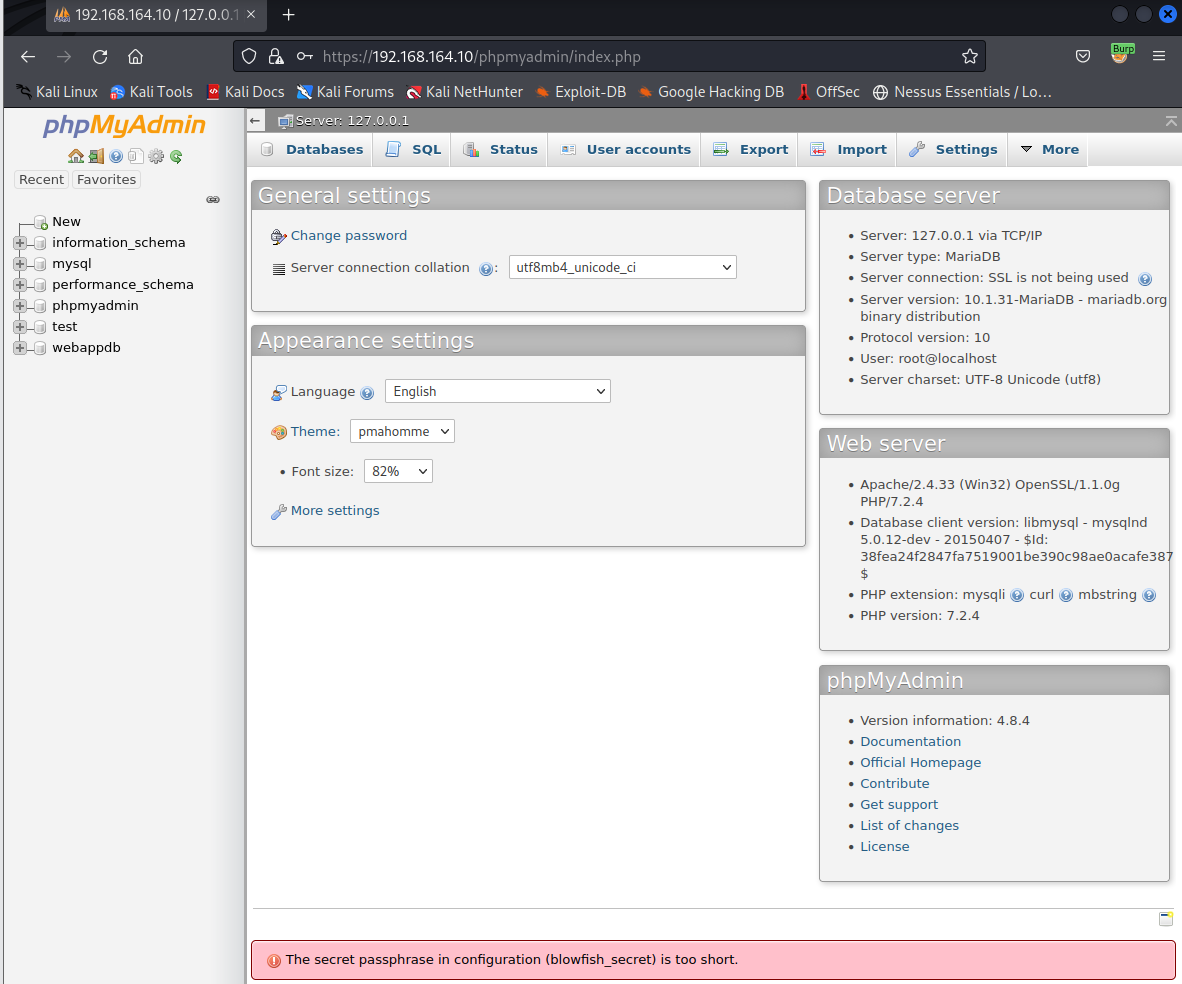 192.168.164.10 / 127.0.0.1
https://192.168.164.10/phpmyadmin/index.php
Burp
Kali Linux Kali Tools Kali Docs Kali Forums Kali NetHunter Exploit-DB Google Hacking DB OffSec Nessus Essentials / Lo...
phpMyAdmin
Recent Favorites
New
information_schema
mysql
performance_schema
phpmyadmin
test
webappdb
Server: 127.0.0.1
Databases SQL Status User accounts Export Import Settings More
General settings
Change password
Server connection collation : utf8mb4_unicode_ci
Appearance settings
Language English
Theme: pmahomme
• Font size: 82%
More settings
Database server
• Server: 127.0.0.1 via TCP/IP
• Server type: MariaDB
• Server connection: SSL is not being used
• Server version: 10.1.31-MariaDB - mariadb.org
binary distribution
• Protocol version: 10
• User: root@localhost
• Server charset: UTF-8 Unicode (utf8)
Web server
• Apache/2.4.33 (Win32) OpenSSL/1.1.0g
PHP/7.2.4
• Database client version: libmysql - mysqlnd
5.0.12-dev - 20150407 - $Id:
38fea24f2847fa7519001be390c98ae0acafe387
$
• PHP extension: mysqli curl mbstring
• PHP version: 7.2.4
phpMyAdmin
• Version information: 4.8.4
• Documentation
• Official Homepage
• Contribute
• Get support
• List of changes
• License
The secret passphrase in configuration (blowfish_secret) is too short.